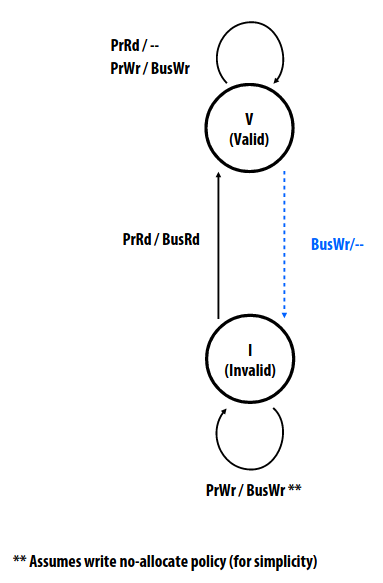 PrRd / --
PrWr / BusWr
V
(Valid)
PrRd / BusRd
BusWr/--
I
(Invalid)
PrWr / BusWr **
** Assumes write no-allocate policy (for simplicity)